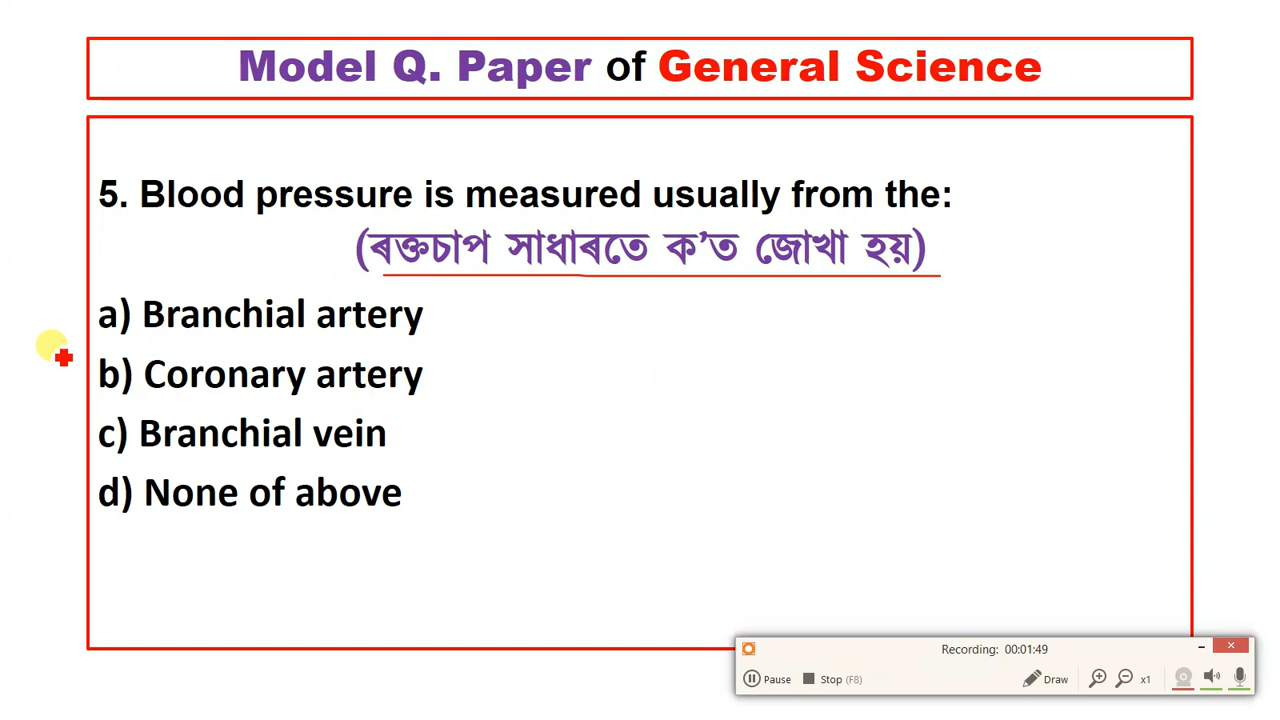 Model Q. Paper of General Science
5. Blood pressure is measured usually from the:
(ৰক্তচাপ সাধাৰতে ক’ত জোখা হয়)
a) Branchial artery
b) Coronary artery
c) Branchial vein
d) None of above
Recording: 00:01:49
Pause Stop (F8) Draw x1